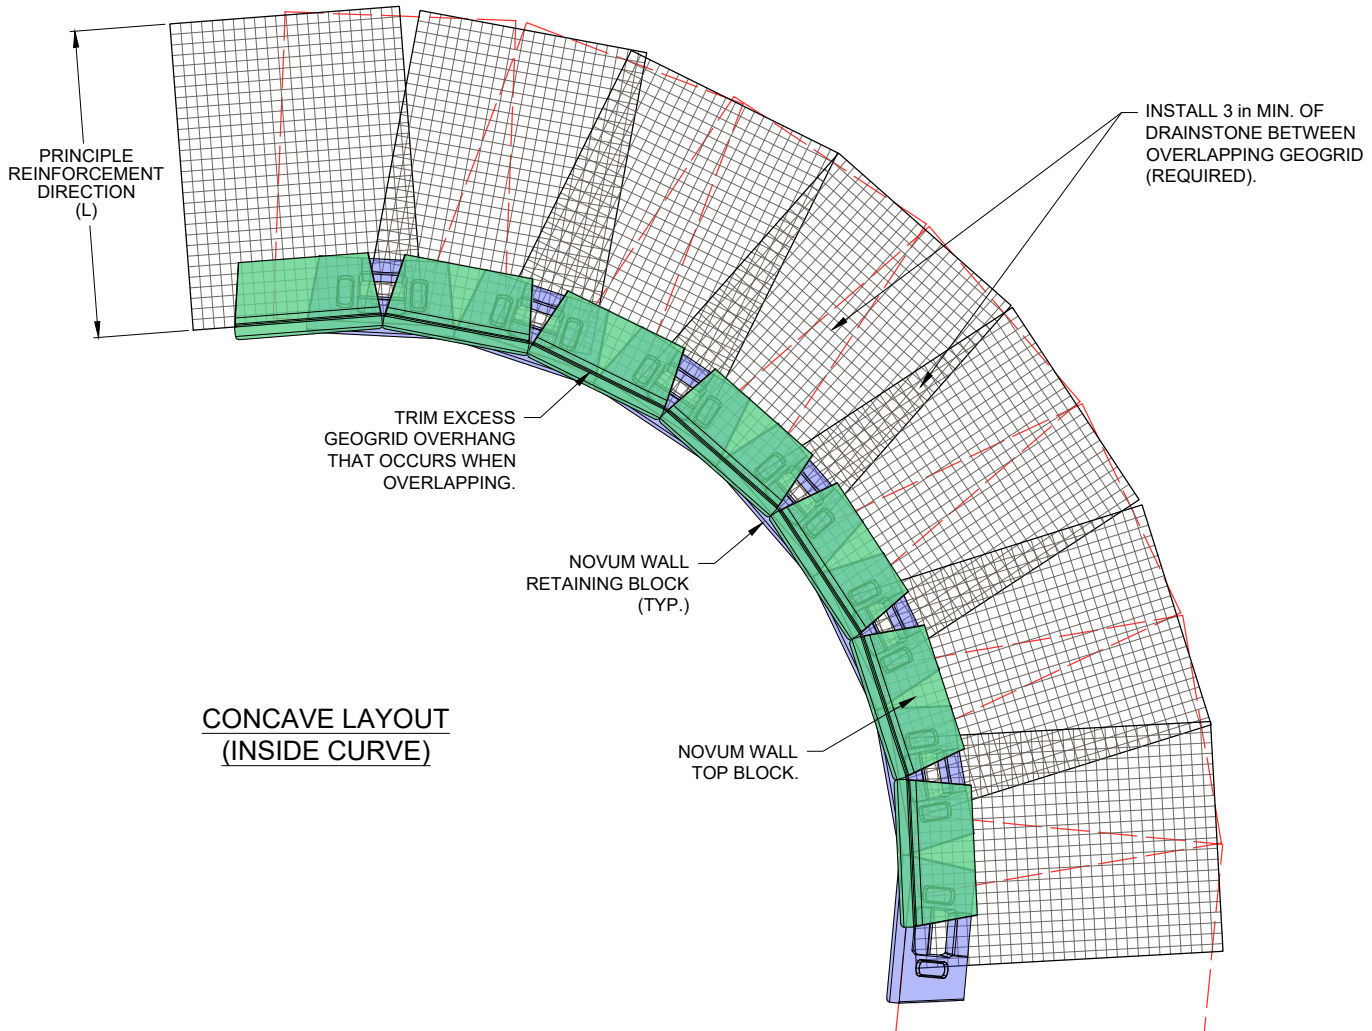 PRINCIPLE
REINFORCEMENT
DIRECTION
(L)
INSTALL 3 in MIN. OF
DRAINSTONE BETWEEN
OVERLAPPING GEOGRID
(REQUIRED).
TRIM EXCESS
GEOGRID OVERHANG
THAT OCCURS WHEN
OVERLAPPING.
NOVUM WALL
RETAINING BLOCK
(TYP.)
CONCAVE LAYOUT
(INSIDE CURVE)
NOVUM WALL
TOP BLOCK.